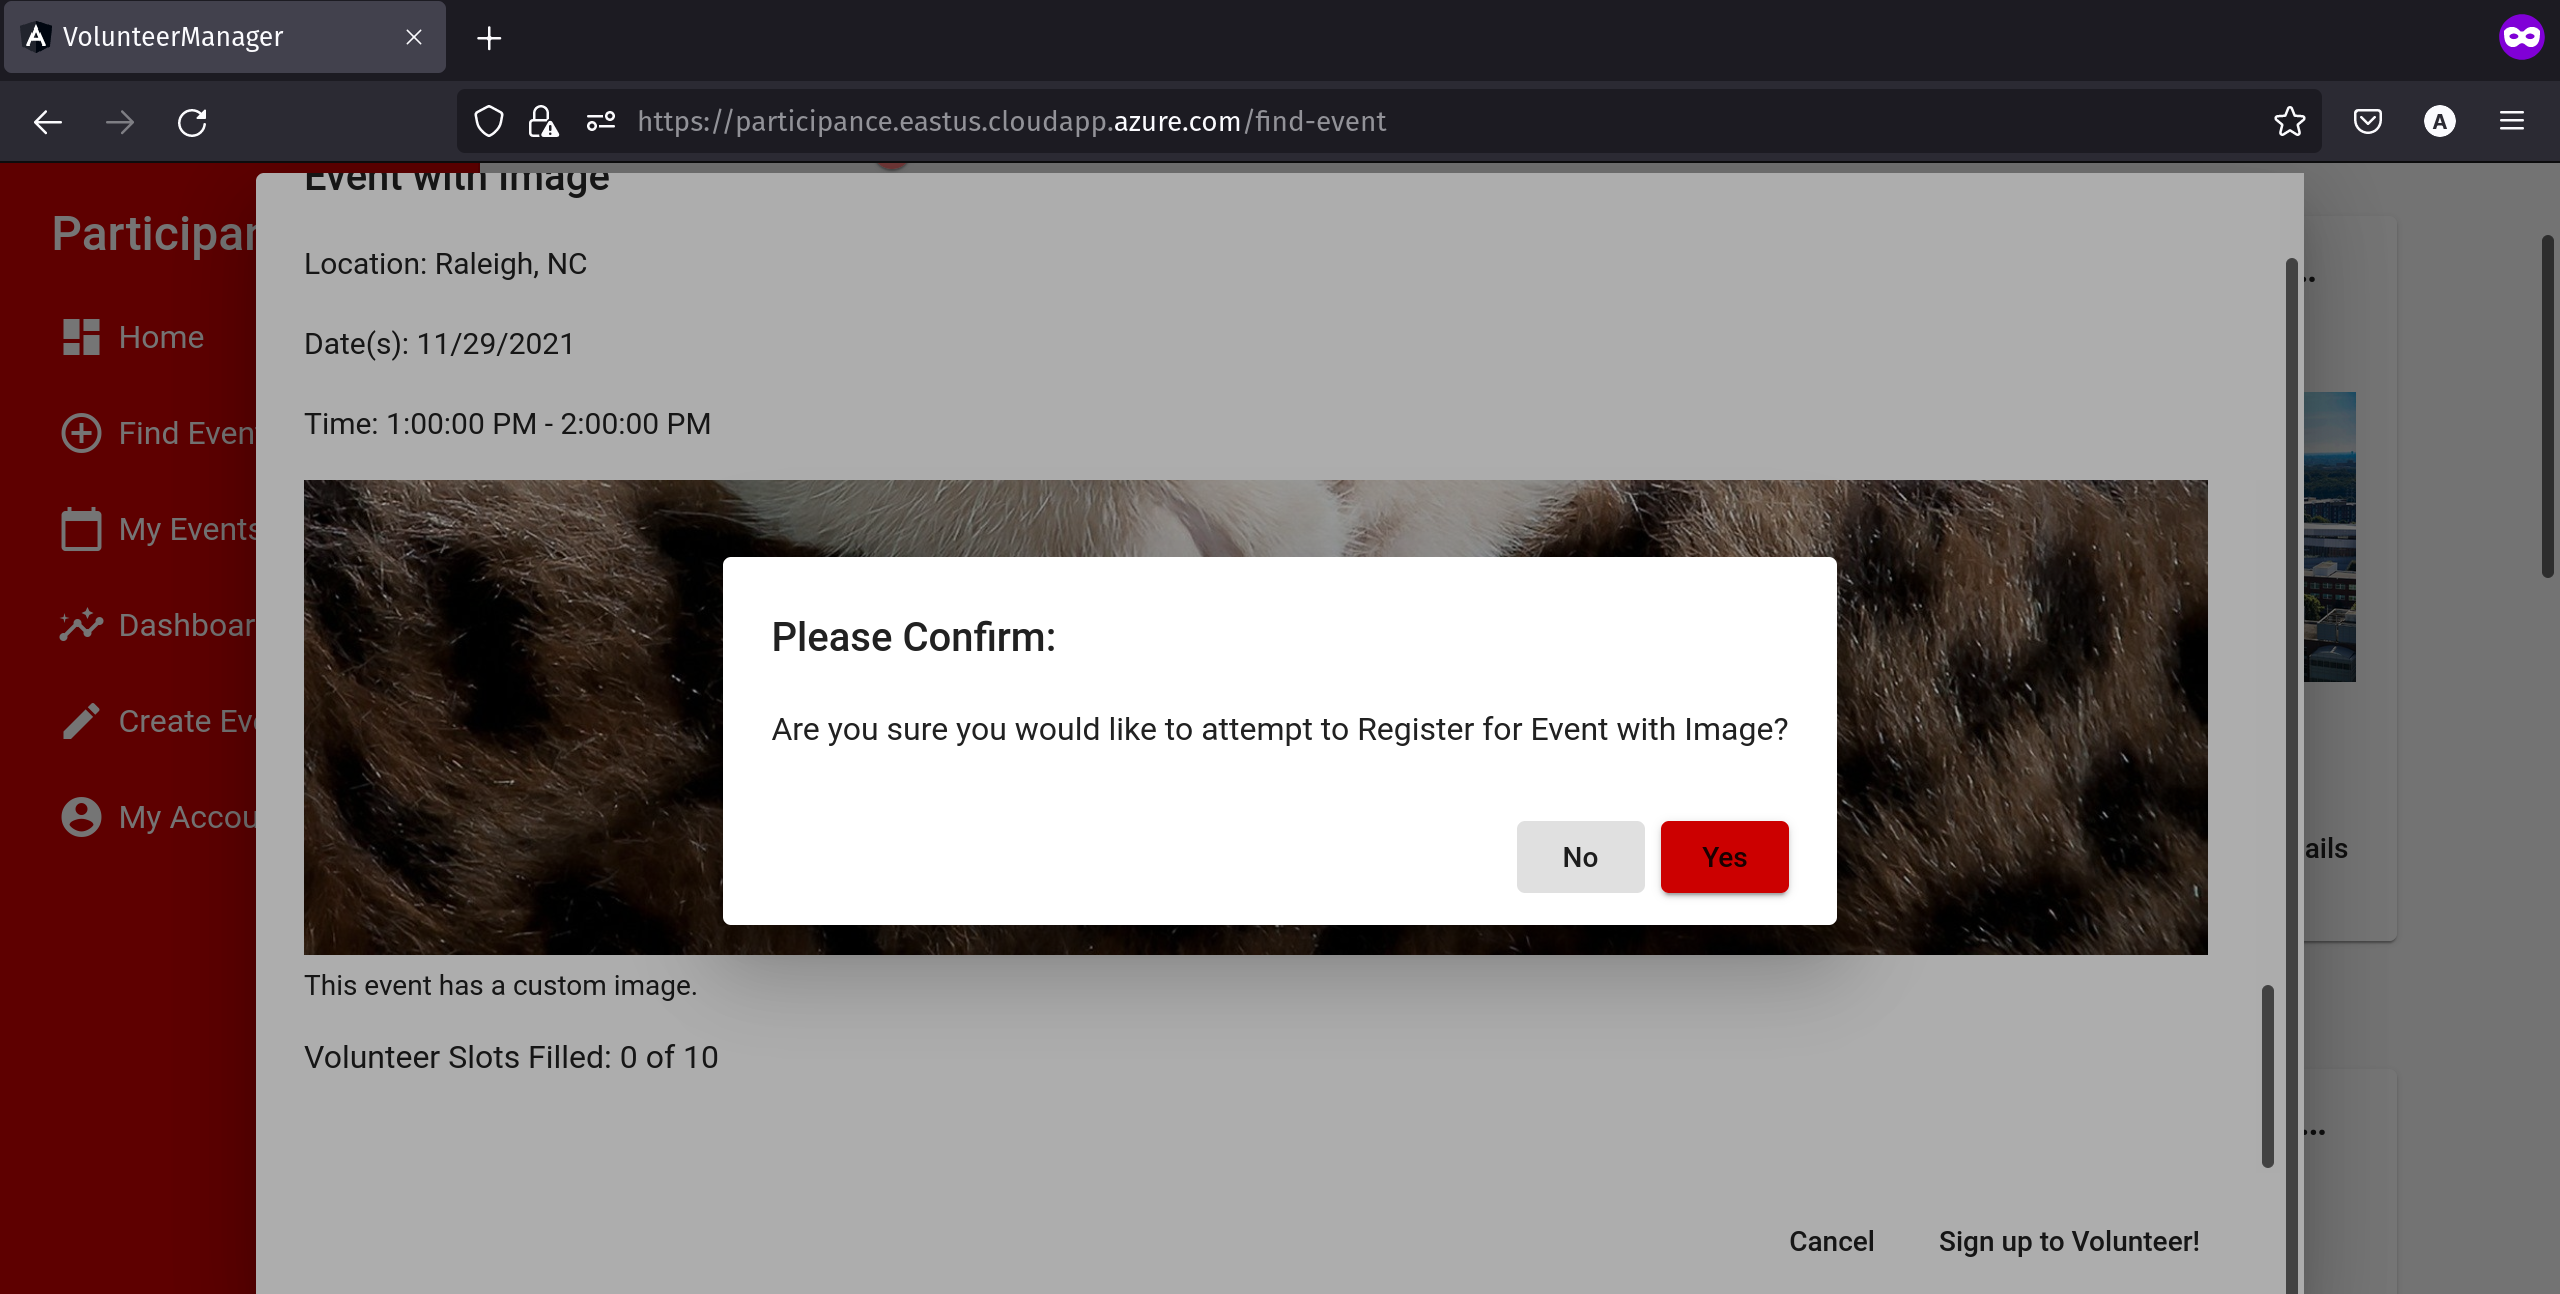 VolunteerManager
https://participance.eastus.cloudapp.azure.com/find-event
Event with Image
Participan
Location: Raleigh, NC
Home
Date(s): 11/29/2021
Find Even
Time: 1:00:00 PM - 2:00:00 PM
My Events
Dashboar
Create Eve
My Accou
Please Confirm:
Are you sure you would like to attempt to Register for Event with Image?
No
Yes
ails
This event has a custom image.
Volunteer Slots Filled: 0 of 10
...
Cancel
Sign up to Volunteer!